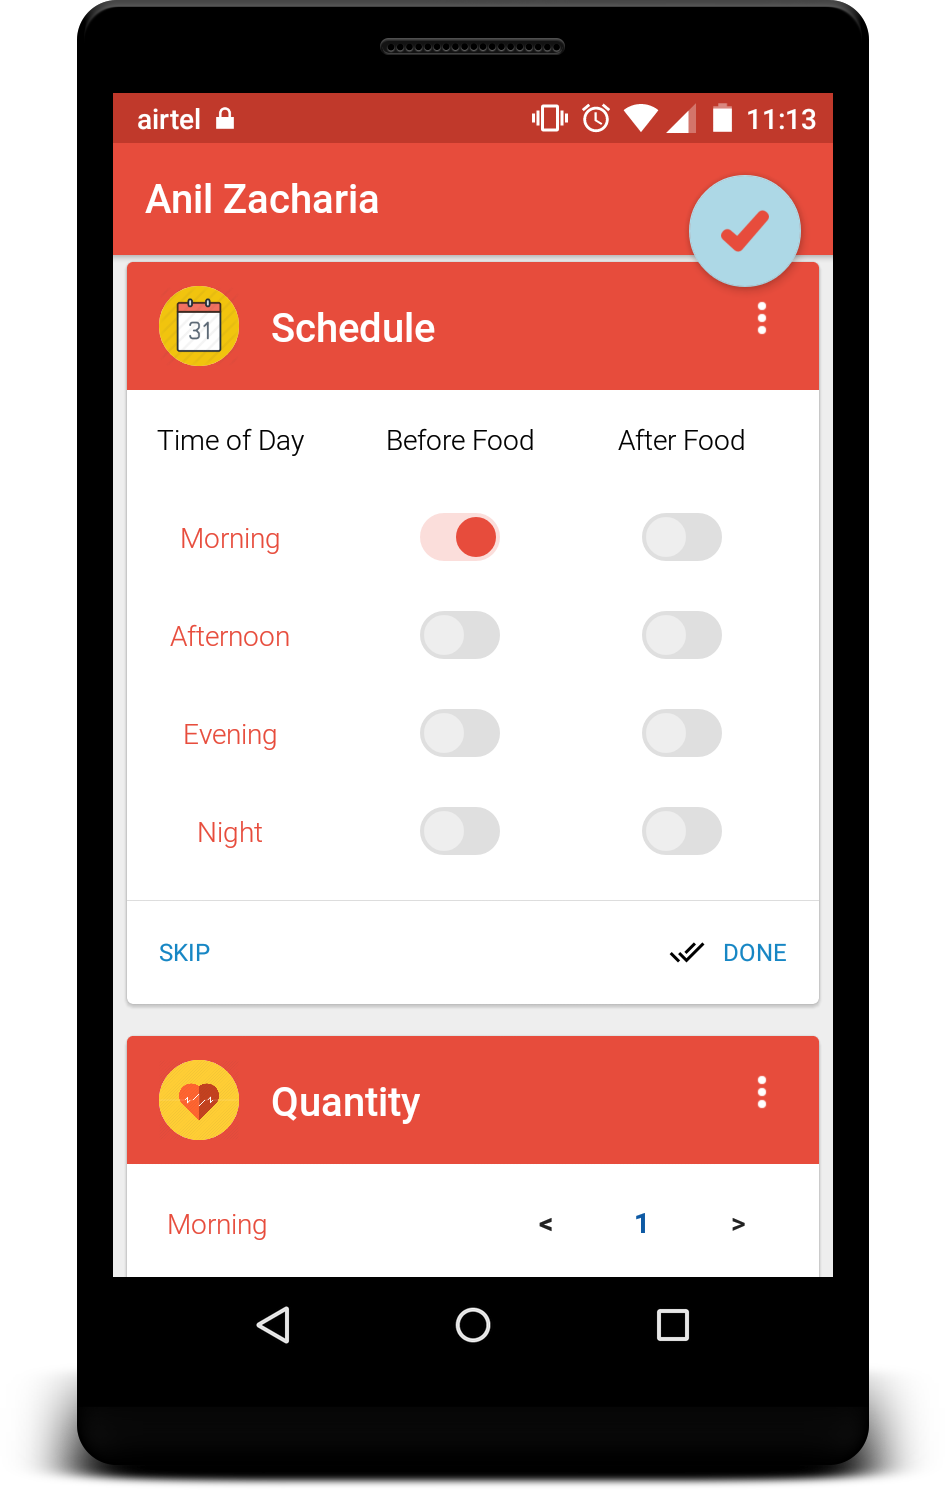 airtel 11:13
Anil Zacharia
31 Schedule
Time of Day Before Food After Food
Morning
Afternoon
Evening
Night
SKIP DONE
Quantity
Morning < 1 >